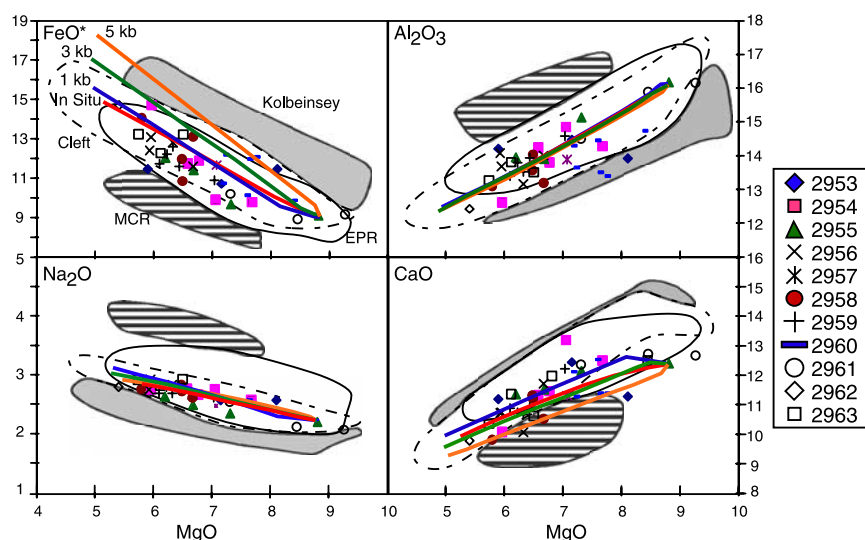 FeO*
5 kb
3 kb
1 kb
In Situ
Cleft
Kolbeinsey
MCR
EPR
19
17
15
13
11
9
7
5
Al2O3
18
17
16
15
14
13
12
Na2O
5
4
3
2
1
CaO
16
15
14
13
12
11
10
9
8
4 5 6 7 8 9 10
MgO
4 5 6 7 8 9 10
MgO
2953
2954
2955
2956
2957
2958
2959
2960
2961
2962
2963